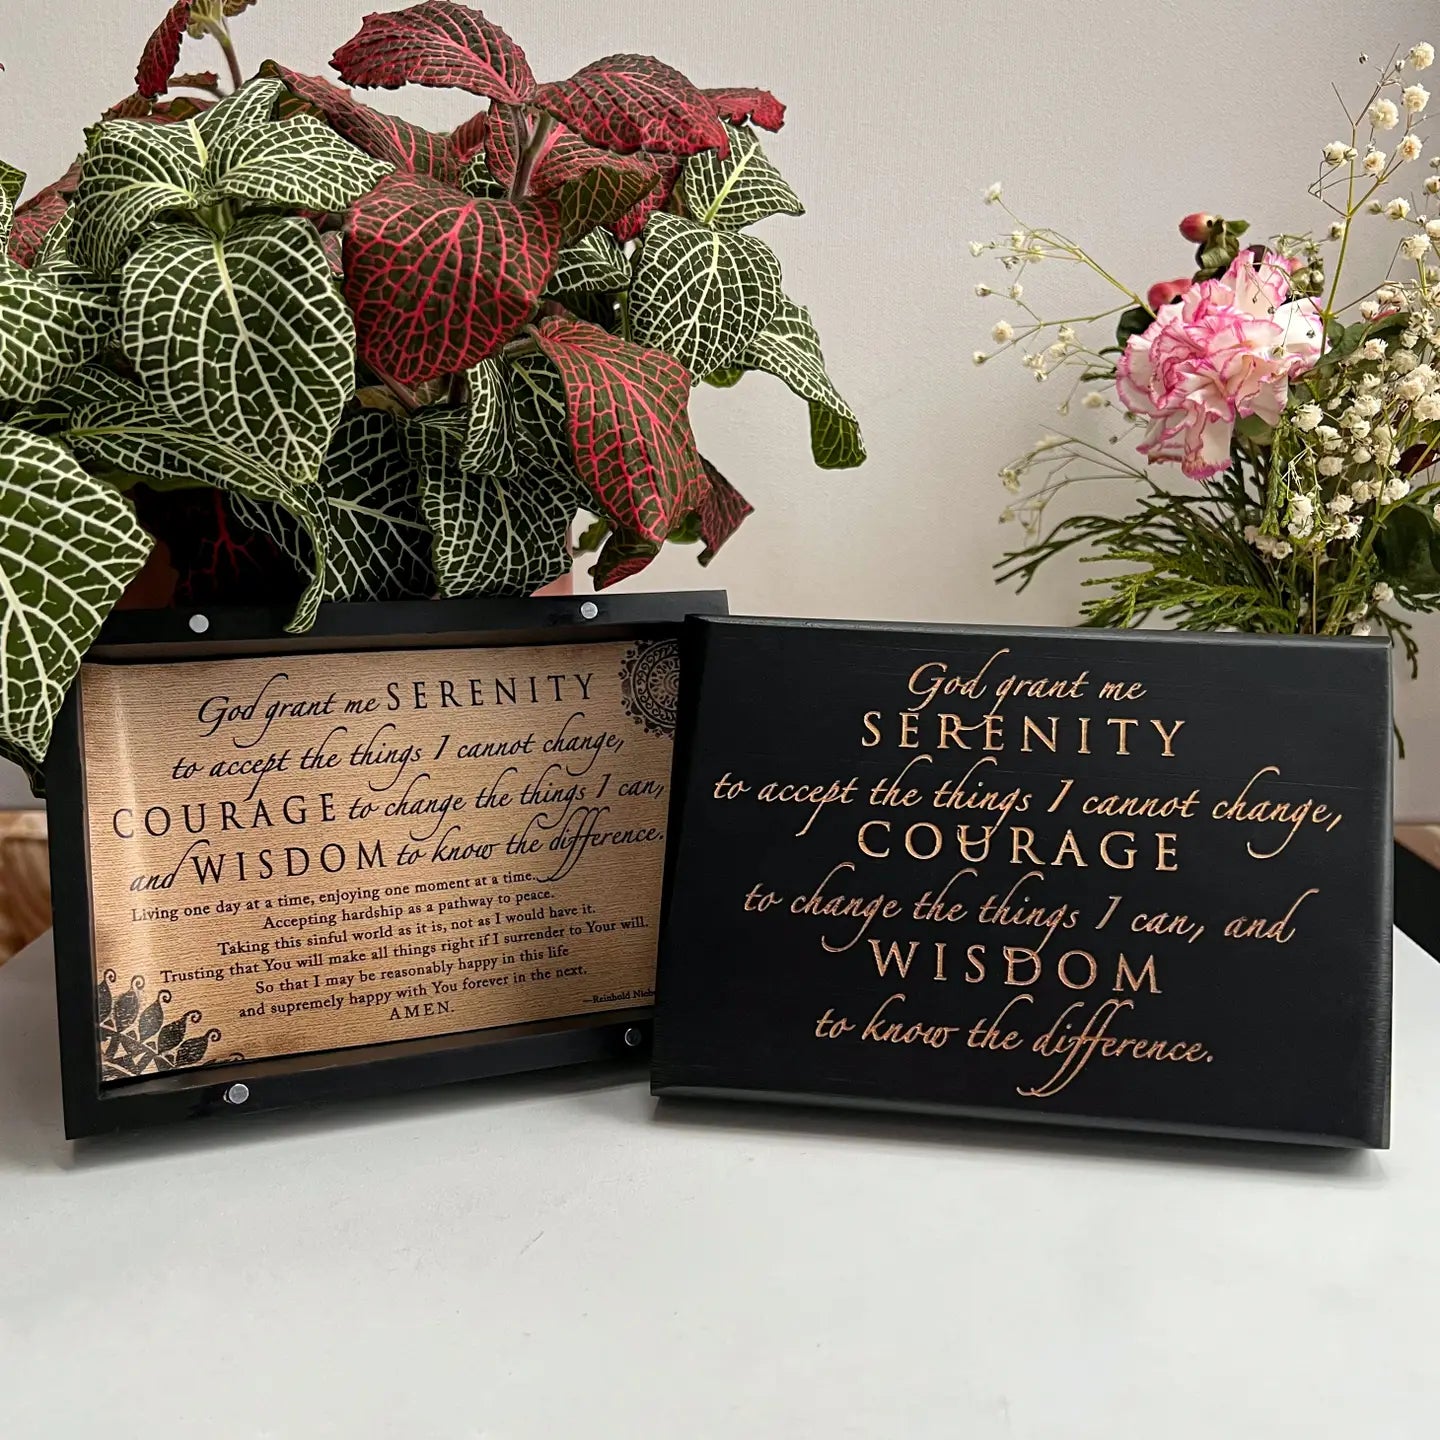 God grant me SERENITY
to accept the things I cannot change,
COURAGE to change the things I can,
and WISDOM to know the difference.
Living one day at a time, enjoying one moment at a time.
Accepting hardship as a pathway to peace.
Taking this sinful world as it is, not as I would have it.
Trusting that You will make all things right if I surrender to Your will.
So that I may be reasonably happy in this life
and supremely happy with You forever in the next.
AMEN.
—Reinhold
God grant me
SERENITY
to accept the things I cannot change,
COURAGE
to change the things I can, and
WISDOM
to know the difference.